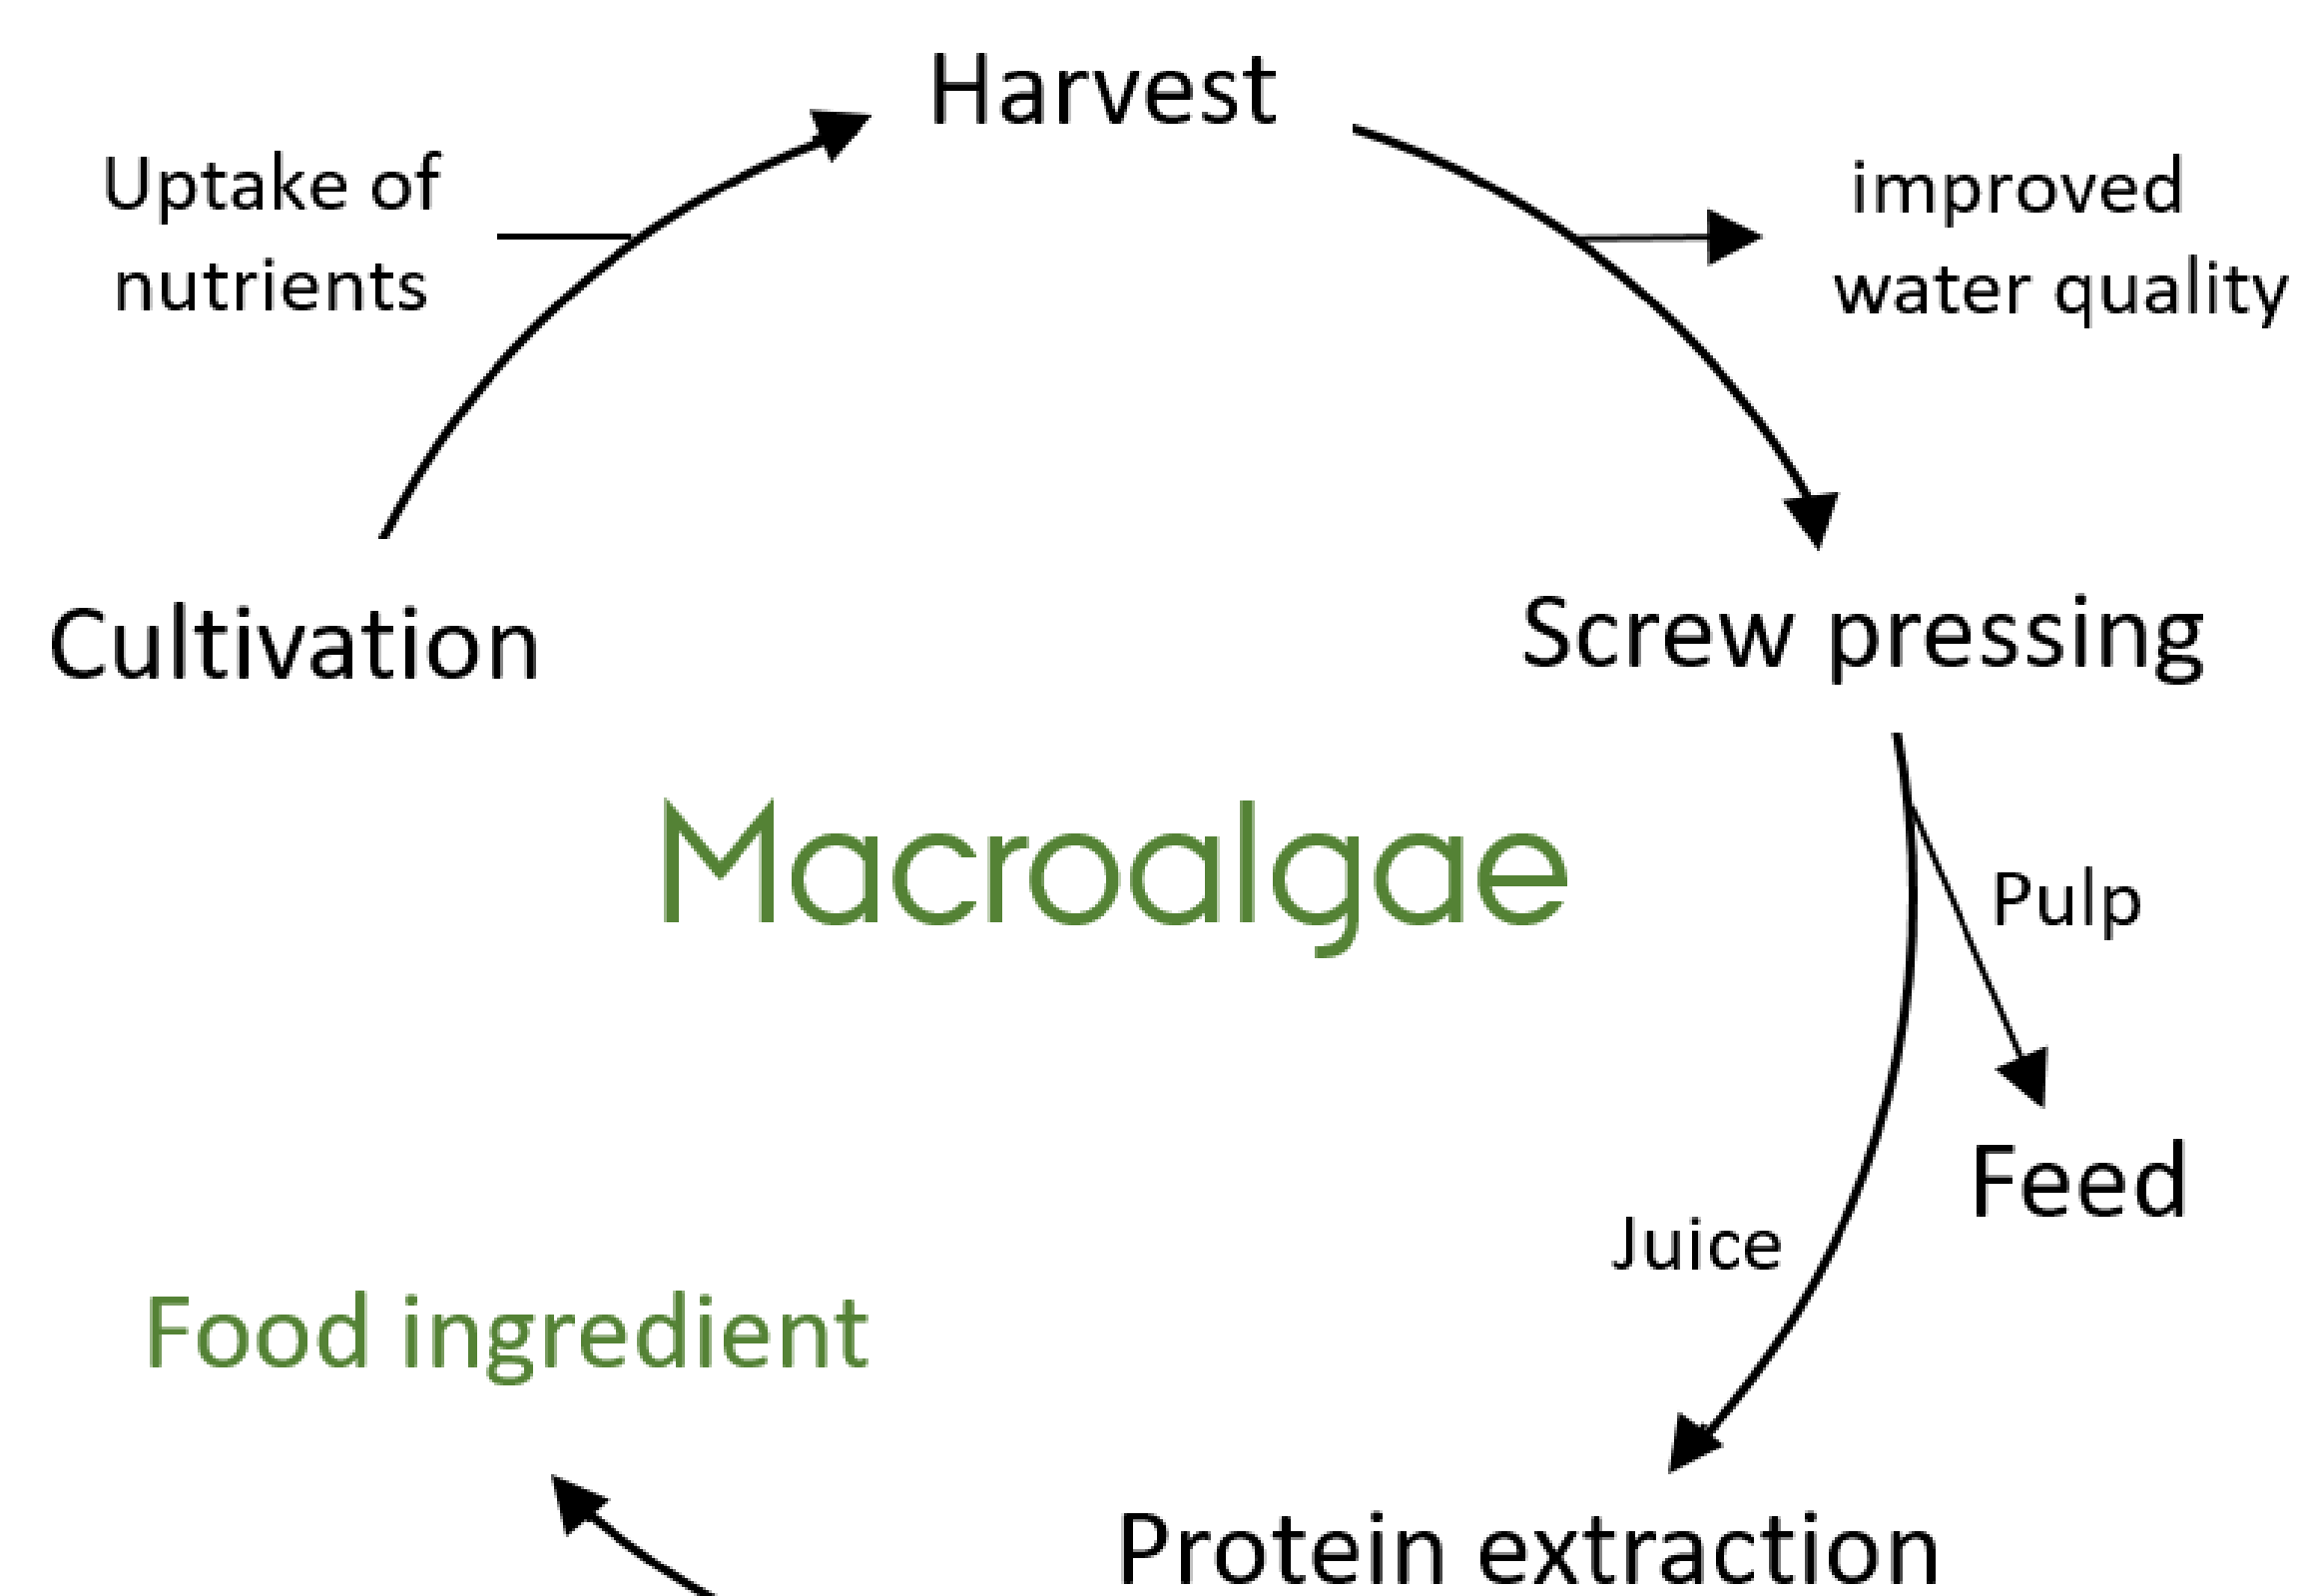 Harvest
Uptake of
nutrients
improved
water quality
Cultivation
Screw pressing
Macroalgae
Pulp
Feed
Juice
Food ingredient
Protein extraction